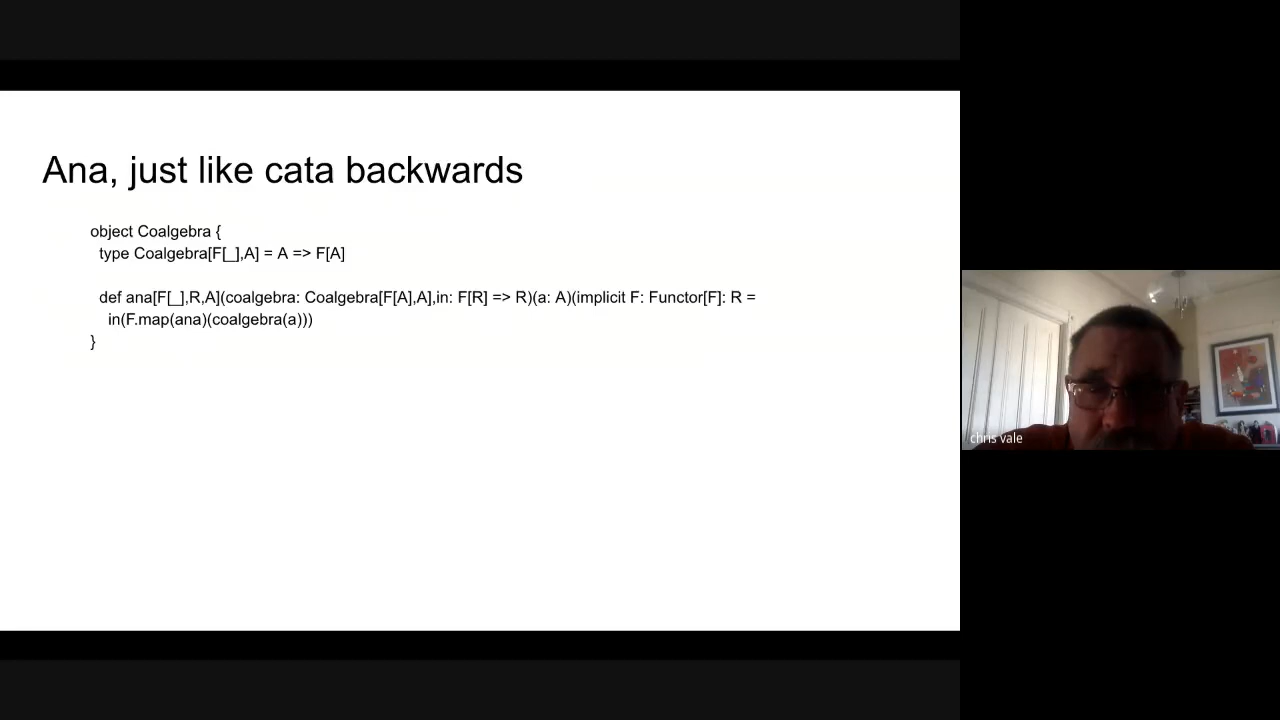 Ana, just like cata backwards
object Coalgebra {
type Coalgebra[F[_],A] = A => F[A]
def ana[F[_],R,A](coalgebra: Coalgebra[F[A],A],in: F[R] => R)(a: A)(implicit F: Functor[F]: R =
in(F.map(ana)(coalgebra(a)))
}
chris vale